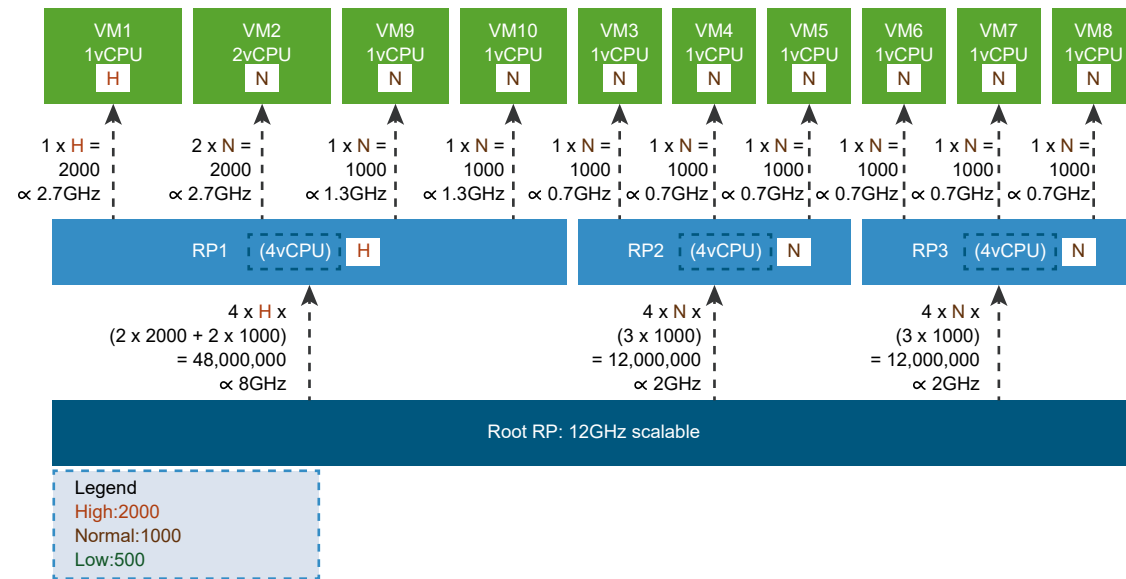 VM1
1vCPU
H
VM2
2vCPU
N
VM9
1vCPU
N
VM10
1vCPU
N
VM3
1vCPU
N
VM4
1vCPU
N
VM5
1vCPU
N
VM6
1vCPU
N
VM7
1vCPU
N
VM8
1vCPU
N
1 x H =
2000
∝ 2.7GHz
2 x N =
2000
∝ 2.7GHz
1 x N =
1000
∝ 1.3GHz
1 x N =
1000
∝ 1.3GHz
1 x N =
1000
∝ 0.7GHz
1 x N =
1000
∝ 0.7GHz
1 x N =
1000
∝ 0.7GHz
1 x N =
1000
∝ 0.7GHz
1 x N =
1000
∝ 0.7GHz
1 x N =
1000
∝ 0.7GHz
RP1 (4vCPU) H
RP2 (4vCPU) N
RP3 (4vCPU) N
4 x H x
(2 x 2000 + 2 x 1000)
= 48,000,000
∝ 8GHz
4 x N x
(3 x 1000)
= 12,000,000
∝ 2GHz
4 x N x
(3 x 1000)
= 12,000,000
∝ 2GHz
Root RP: 12GHz scalable
Legend
High:2000
Normal:1000
Low:500